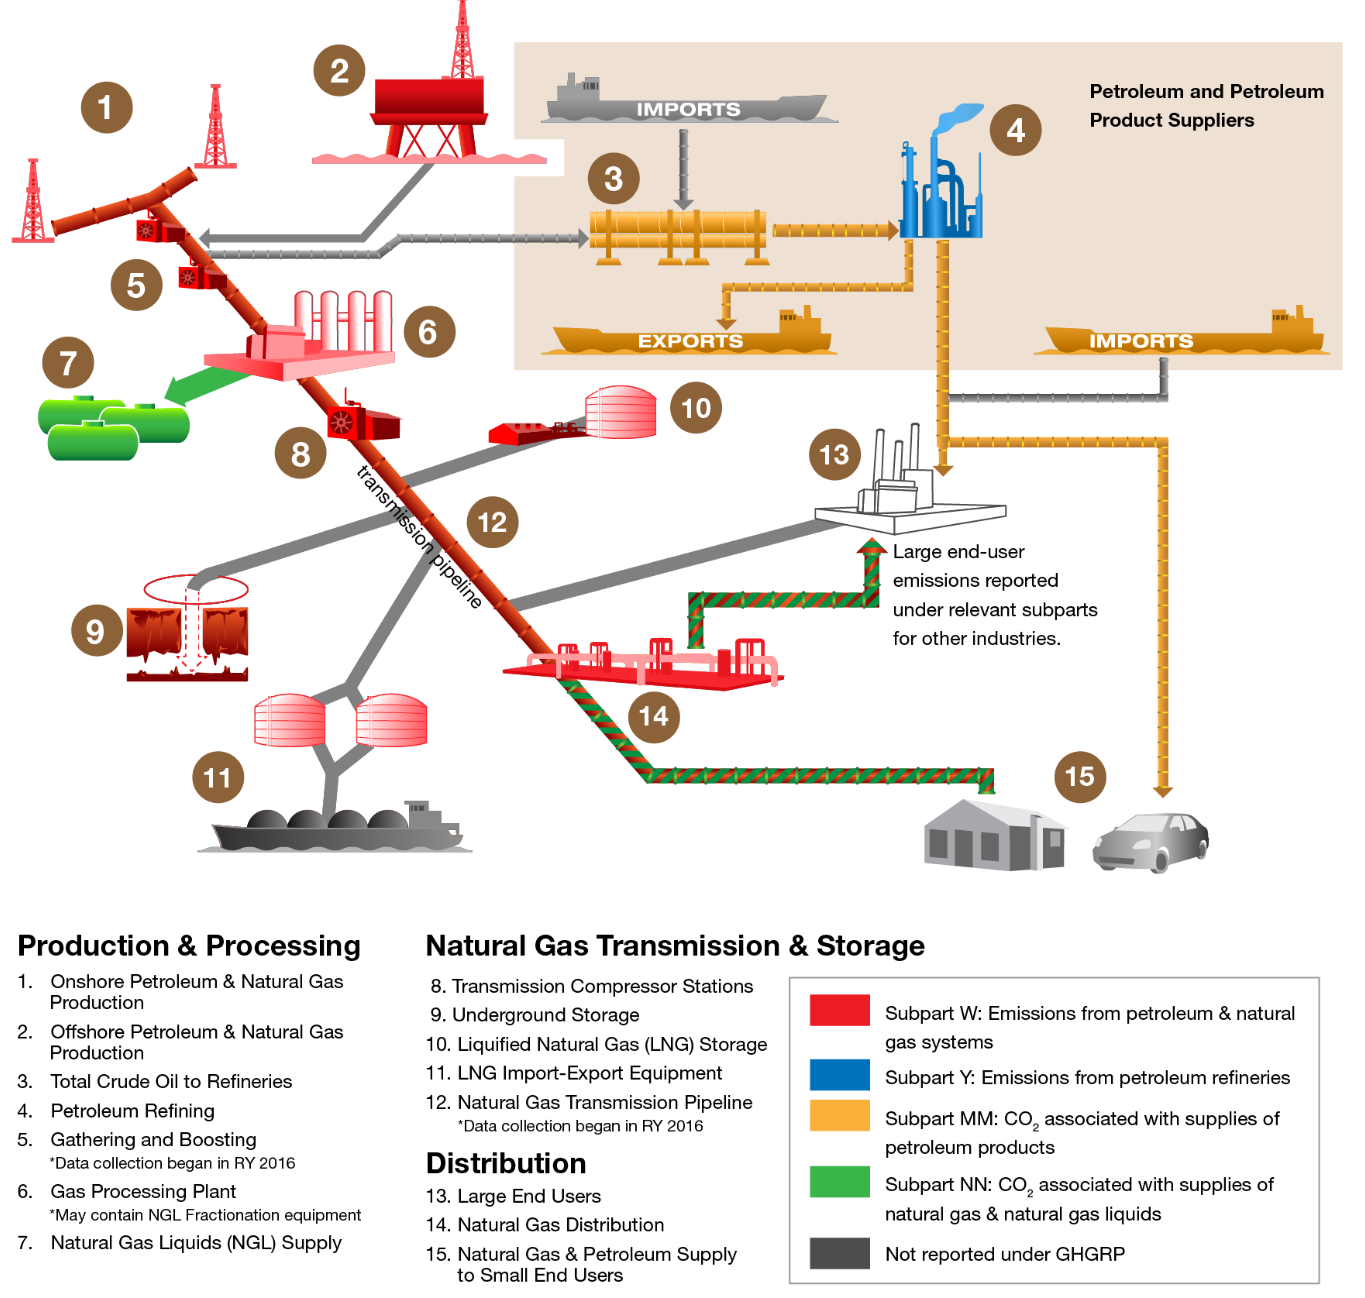 1
2
IMPORTS
Petroleum and Petroleum
Product Suppliers
3
4
5
6
EXPORTS
IMPORTS
7
8
10
transmission pipeline
12
13
Large end-user
emissions reported
under relevant subparts
for other industries.
9
14
11
15
Production & Processing
1. Onshore Petroleum & Natural Gas
Production
2. Offshore Petroleum & Natural Gas
Production
3. Total Crude Oil to Refineries
4. Petroleum Refining
5. Gathering and Boosting
*Data collection began in RY 2016
6. Gas Processing Plant
*May contain NGL Fractionation equipment
7. Natural Gas Liquids (NGL) Supply
Natural Gas Transmission & Storage
8. Transmission Compressor Stations
9. Underground Storage
10. Liquified Natural Gas (LNG) Storage
11. LNG Import-Export Equipment
12. Natural Gas Transmission Pipeline
*Data collection began in RY 2016
Distribution
13. Large End Users
14. Natural Gas Distribution
15. Natural Gas & Petroleum Supply
to Small End Users
Subpart W: Emissions from petroleum & natural
gas systems
Subpart Y: Emissions from petroleum refineries
Subpart MM: CO₂ associated with supplies of
petroleum products
Subpart NN: CO₂ associated with supplies of
natural gas & natural gas liquids
Not reported under GHGRP